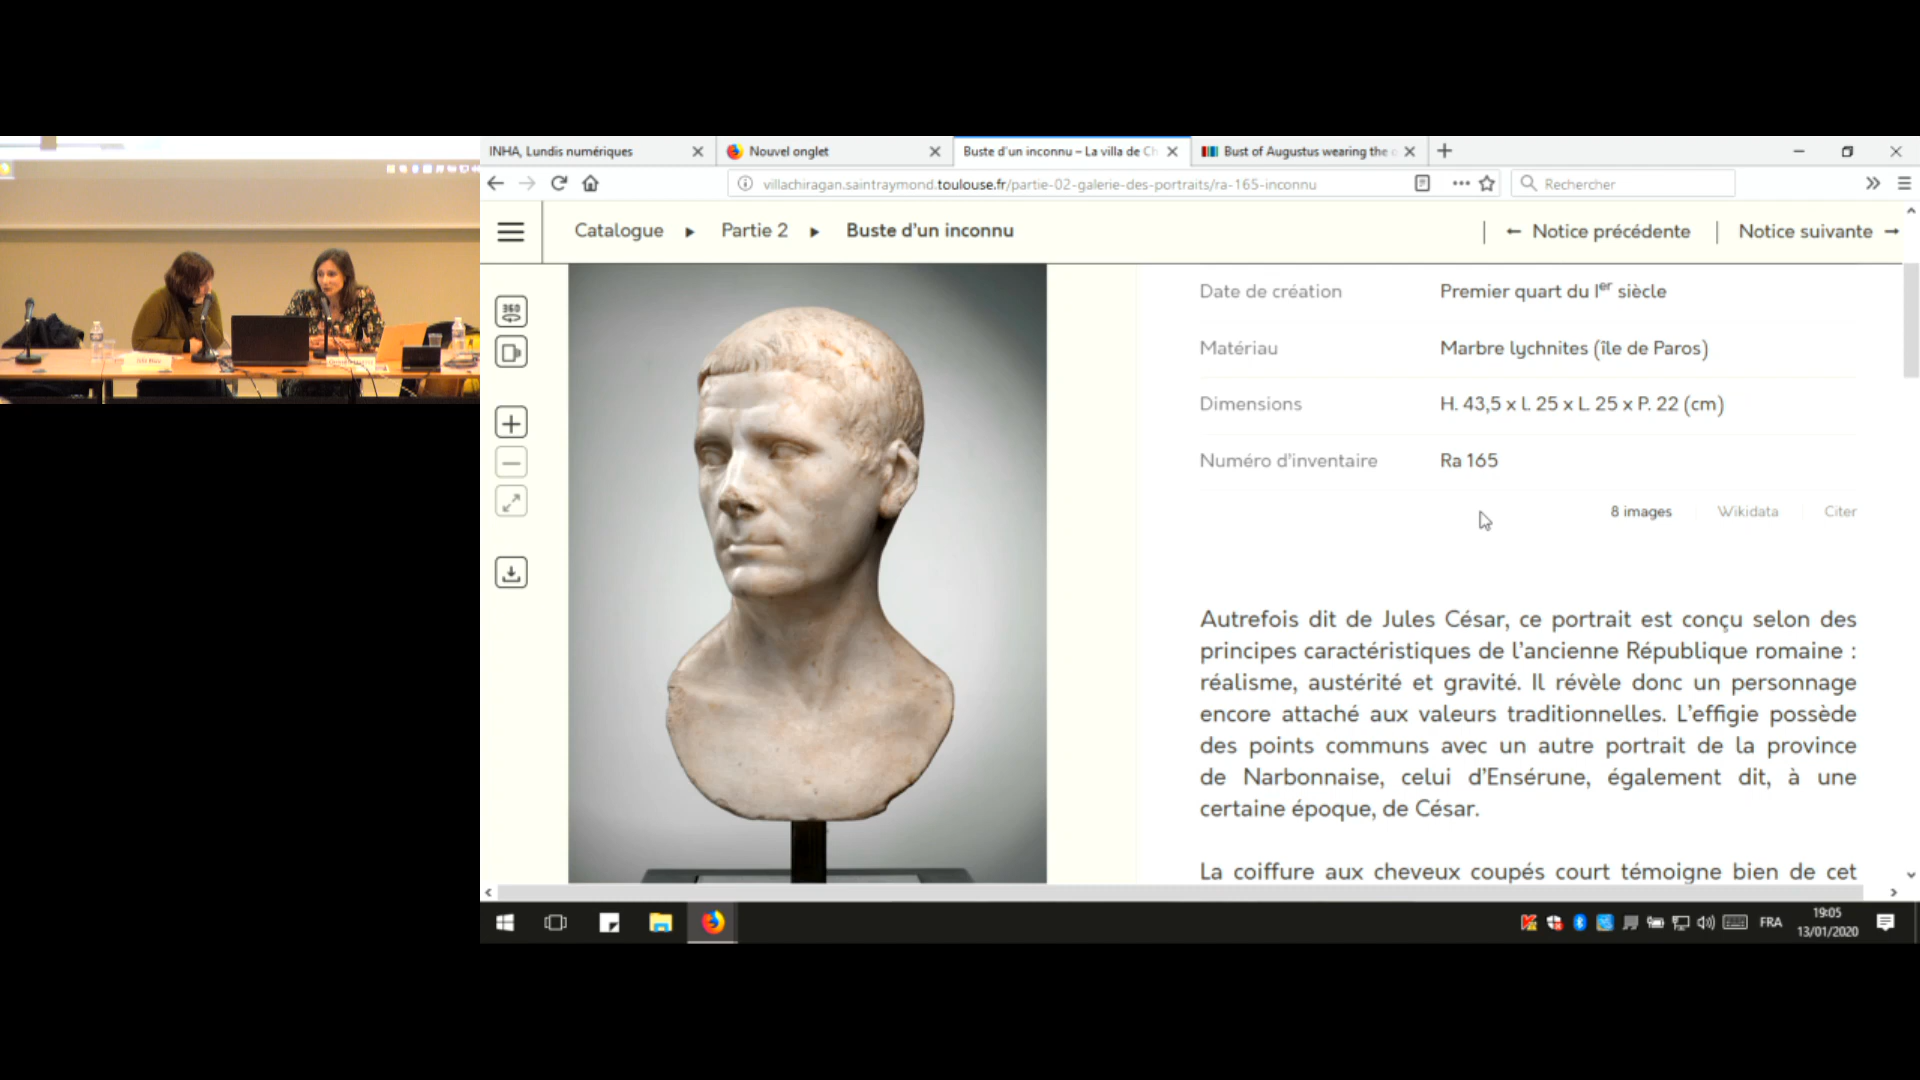 INHA, Lundis numériques
Nouvel onglet
Buste d'un inconnu – La villa de Ch
Bust of Augustus wearing the
villachiragan.saintraymond.toulouse.fr/partie-02-galerie-des-portraits/ra-165-inconnu
Rechercher
Catalogue ▸ Partie 2 ▸ Buste d'un inconnu
← Notice précédente
Notice suivante →
360
Date de création Premier quart du Ier siècle
Matériau Marbre lychnites (île de Paros)
Dimensions H. 43,5 x L. 25 x L. 25 x P. 22 (cm)
Numéro d'inventaire Ra 165
8 images Wikidata Citer
Autrefois dit de Jules César, ce portrait est conçu selon des
principes caractéristiques de l'ancienne République romaine :
réalisme, austérité et gravité. Il révèle donc un personnage
encore attaché aux valeurs traditionnelles. L'effigie possède
des points communs avec un autre portrait de la province
de Narbonnaise, celui d'Ensérune, également dit, à une
certaine époque, de César.
La coiffure aux cheveux coupés court témoigne bien de cet
FRA
19:05
13/01/2020